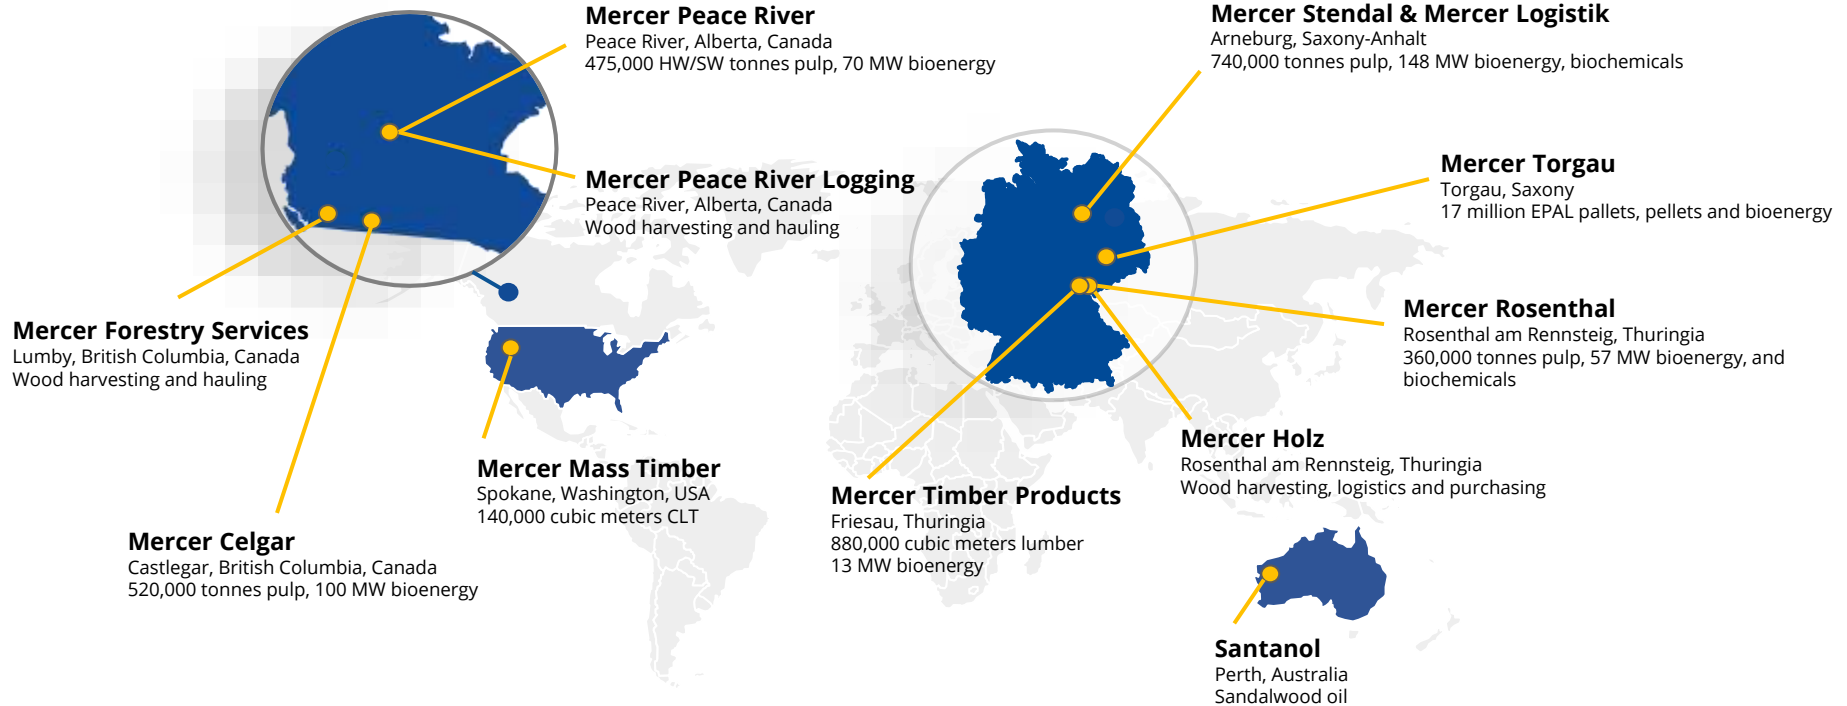 Mercer Peace River
Peace River, Alberta, Canada
475,000 HW/SW tonnes pulp, 70 MW bioenergy
Mercer Peace River Logging
Peace River, Alberta, Canada
Wood harvesting and hauling
Mercer Forestry Services
Lumby, British Columbia, Canada
Wood harvesting and hauling
Mercer Celgar
Castlegar, British Columbia, Canada
520,000 tonnes pulp, 100 MW bioenergy
Mercer Mass Timber
Spokane, Washington, USA
140,000 cubic meters CLT
Mercer Stendal & Mercer Logistik
Arneburg, Saxony-Anhalt
740,000 tonnes pulp, 148 MW bioenergy, biochemicals
Mercer Torgau
Torgau, Saxony
17 million EPAL pallets, pellets and bioenergy
Mercer Rosenthal
Rosenthal am Rennsteig, Thuringia
360,000 tonnes pulp, 57 MW bioenergy, and
biochemicals
Mercer Holz
Rosenthal am Rennsteig, Thuringia
Wood harvesting, logistics and purchasing
Mercer Timber Products
Friesau, Thuringia
880,000 cubic meters lumber
13 MW bioenergy
Santanol
Perth, Australia
Sandalwood oil